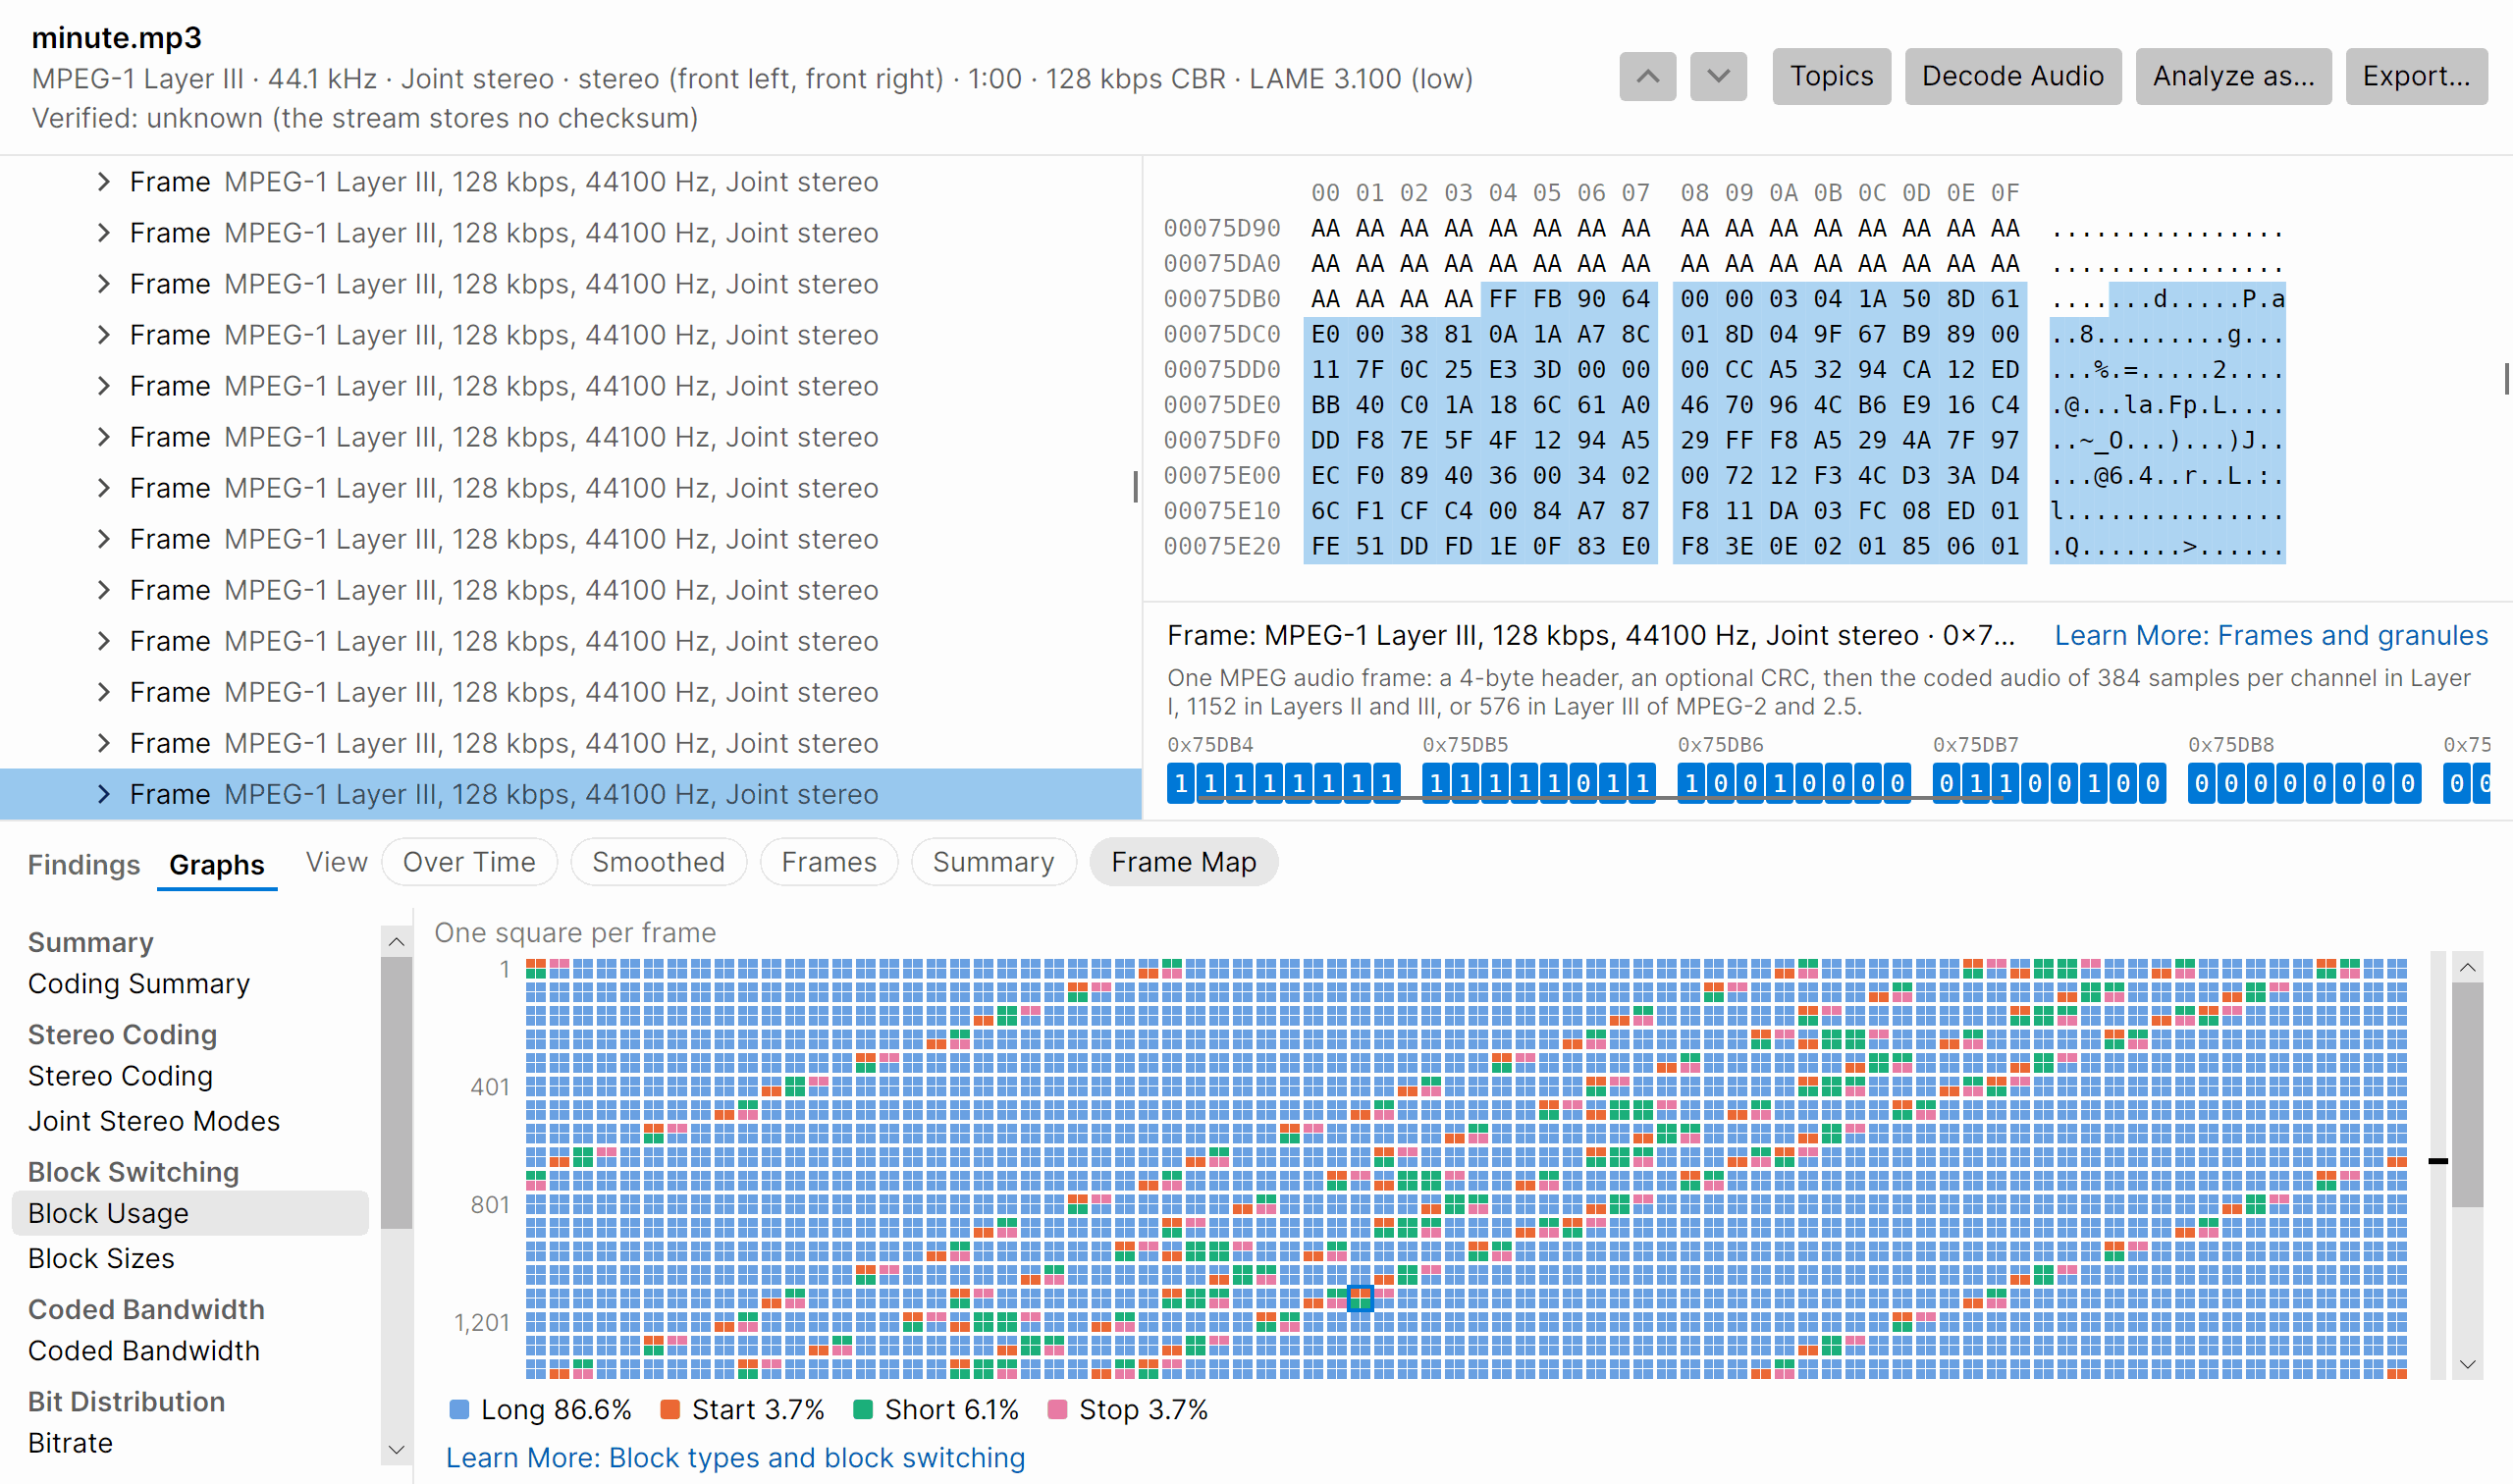 minute.mp3
MPEG-1 Layer III · 44.1 kHz · Joint stereo · stereo (front left, front right) · 1:00 · 128 kbps CBR · LAME 3.100 (low)
Verified: unknown (the stream stores no checksum)
Topics
Decode Audio
Analyze as...
Export...
Frame MPEG-1 Layer III, 128 kbps, 44100 Hz, Joint stereo
Frame MPEG-1 Layer III, 128 kbps, 44100 Hz, Joint stereo
Frame MPEG-1 Layer III, 128 kbps, 44100 Hz, Joint stereo
Frame MPEG-1 Layer III, 128 kbps, 44100 Hz, Joint stereo
Frame MPEG-1 Layer III, 128 kbps, 44100 Hz, Joint stereo
Frame MPEG-1 Layer III, 128 kbps, 44100 Hz, Joint stereo
Frame MPEG-1 Layer III, 128 kbps, 44100 Hz, Joint stereo
Frame MPEG-1 Layer III, 128 kbps, 44100 Hz, Joint stereo
Frame MPEG-1 Layer III, 128 kbps, 44100 Hz, Joint stereo
Frame MPEG-1 Layer III, 128 kbps, 44100 Hz, Joint stereo
Frame MPEG-1 Layer III, 128 kbps, 44100 Hz, Joint stereo
Frame MPEG-1 Layer III, 128 kbps, 44100 Hz, Joint stereo
Frame MPEG-1 Layer III, 128 kbps, 44100 Hz, Joint stereo
00 01 02 03 04 05 06 07 08 09 0A 0B 0C 0D 0E 0F
00075D90 AA AA AA AA AA AA AA AA AA AA AA AA AA AA AA AA ................
00075DA0 AA AA AA AA AA AA AA AA AA AA AA AA AA AA AA AA ................
00075DB0 AA AA AA AA FF FB 90 64 00 00 03 04 1A 50 8D 61 .......d.....P.a
00075DC0 E0 00 38 81 0A 1A A7 8C 01 8D 04 9F 67 B9 89 00 ..8.........g...
00075DD0 11 7F 0C 25 E3 3D 00 00 00 CC A5 32 94 CA 12 ED ...%.=.....2....
00075DE0 BB 40 C0 1A 18 6C 61 A0 46 70 96 4C B6 E9 16 C4 .@...la.Fp.L....
00075DF0 DD F8 7E 5F 4F 12 94 A5 29 FF F8 A5 29 4A 7F 97 ..~_O...)...)J..
00075E00 EC F0 89 40 36 00 34 02 00 72 12 F3 4C D3 3A D4 ...@6.4..r..L.:.
00075E10 6C F1 CF C4 00 84 A7 87 F8 11 DA 03 FC 08 ED 01 l...............
00075E20 FE 51 DD FD 1E 0F 83 E0 F8 3E 0E 02 01 85 06 01 .Q.......>......
Frame: MPEG-1 Layer III, 128 kbps, 44100 Hz, Joint stereo · 0×7...
Learn More: Frames and granules
One MPEG audio frame: a 4-byte header, an optional CRC, then the coded audio of 384 samples per channel in Layer
I, 1152 in Layers II and III, or 576 in Layer III of MPEG-2 and 2.5.
0x75DB4 0x75DB5 0x75DB6 0x75DB7 0x75DB8 0x75
1 1 1 1 1 1 1 1 1 1 1 1 1 0 1 1 1 0 0 1 0 0 0 0 0 1 1 0 0 1 0 0 0 0 0 0 0 0 0 0 0 0
Findings
Graphs
View
Over Time
Smoothed
Frames
Summary
Frame Map
Summary
Coding Summary
Stereo Coding
Stereo Coding
Joint Stereo Modes
Block Switching
Block Usage
Block Sizes
Coded Bandwidth
Coded Bandwidth
Bit Distribution
Bitrate
One square per frame
1
401
801
1,201
Long 86.6% Start 3.7% Short 6.1% Stop 3.7%
Learn More: Block types and block switching